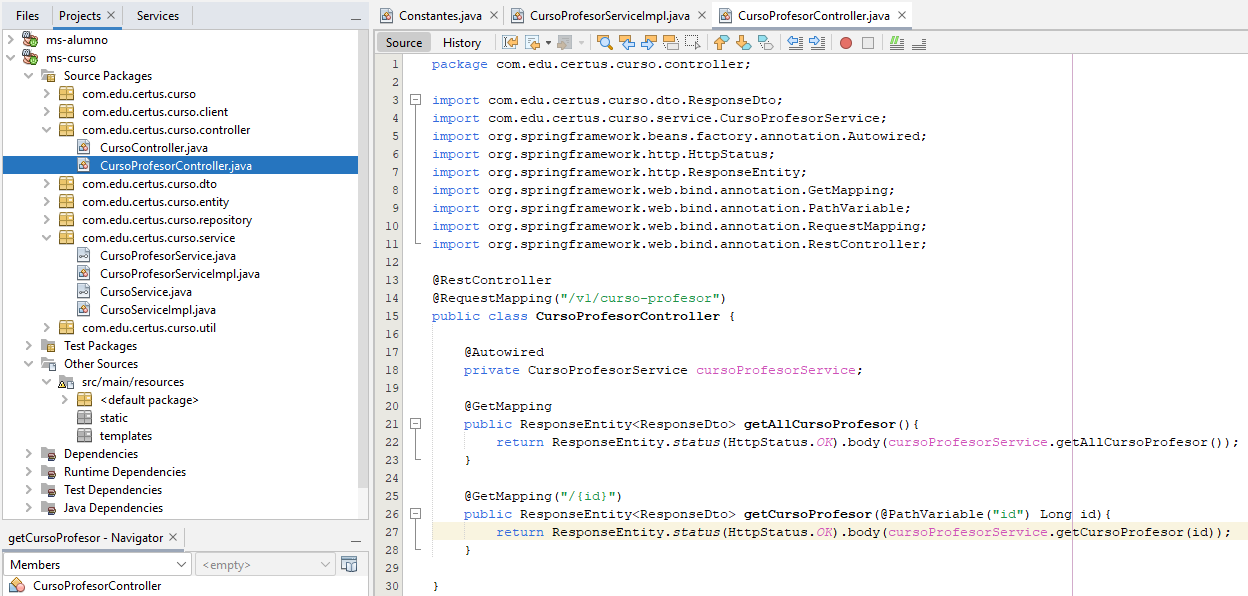 Files
Projects
Services
ms-alumno
ms-curso
Source Packages
com.edu.certus.curso
com.edu.certus.curso.client
com.edu.certus.curso.controller
CursoController.java
CursoProfesorController.java
com.edu.certus.curso.dto
com.edu.certus.curso.entity
com.edu.certus.curso.repository
com.edu.certus.curso.service
CursoProfesorService.java
CursoProfesorServiceImpl.java
CursoService.java
CursoServiceImpl.java
com.edu.certus.curso.util
Test Packages
Other Sources
src/main/resources
<default package>
static
templates
Dependencies
Runtime Dependencies
Test Dependencies
Java Dependencies
getCursoProfesor - Navigator
Members
<empty>
CursoProfesorController
Constantes.java
CursoProfesorServiceImpl.java
CursoProfesorController.java
Source
History
1 package com.edu.certus.curso.controller;
2
3 import com.edu.certus.curso.dto.ResponseDto;
4 import com.edu.certus.curso.service.CursoProfesorService;
5 import org.springframework.beans.factory.annotation.Autowired;
6 import org.springframework.http.HttpStatus;
7 import org.springframework.http.ResponseEntity;
8 import org.springframework.web.bind.annotation.GetMapping;
9 import org.springframework.web.bind.annotation.PathVariable;
10 import org.springframework.web.bind.annotation.RequestMapping;
11 import org.springframework.web.bind.annotation.RestController;
12
13 @RestController
14 @RequestMapping("/v1/curso-profesor")
15 public class CursoProfesorController {
16
17 @Autowired
18 private CursoProfesorService cursoProfesorService;
19
20 @GetMapping
21 public ResponseEntity<ResponseDto> getAllCursoProfesor(){
22 return ResponseEntity.status(HttpStatus.OK).body(cursoProfesorService.getAllCursoProfesor());
23 }
24
25 @GetMapping("/{id}")
26 public ResponseEntity<ResponseDto> getCursoProfesor(@PathVariable("id") Long id){
27 return ResponseEntity.status(HttpStatus.OK).body(cursoProfesorService.getCursoProfesor(id));
28 }
29
30 }